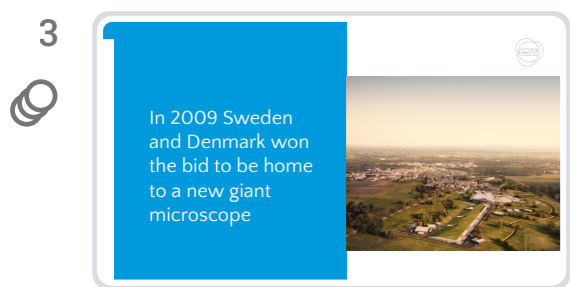 3
In 2009 Sweden
and Denmark won
the bid to be home
to a new giant
microscope